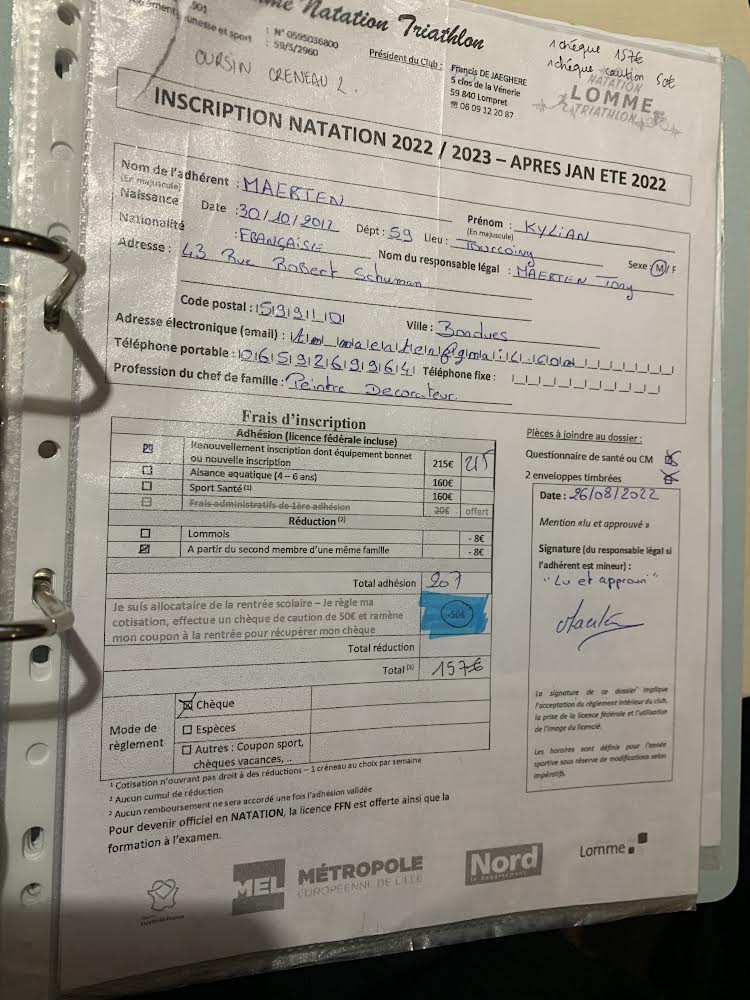 901
me Natation Triathlon
: N° 0595036800
jeunesse et sport : 59/S/2960
OURSIN CRENEAU 2.
Président du Club :
Francis DE JAEGHERE
5 clos de la Vénerie
59 840 Lompret
☎ 06 09 12 20 87
1 chèque 157€
1 chèque caution 50€
NATATION
LOMME
TRIATHLON
INSCRIPTION NATATION 2022 / 2023 – APRES JAN ETE 2022
Nom de l'adhérent : MAERTEN Prénom : KYLIAN
(En majuscule) (En majuscule)
Naissance Date : 30/10/2012 Dépt : 59 Lieu : Tourcoing Sexe M / F
Nationalité : FRANÇAISE Nom du responsable légal : MAERTEN Tony
Adresse : 43 Rue Robert Schuman
Code postal : 59910 Ville : Bondues
Adresse électronique (email) :
Téléphone portable : 0659269964 Téléphone fixe :
Profession du chef de famille : Peintre Decorateur.
Frais d'inscription
Adhésion (licence fédérale incluse)
Renouvellement inscription dont équipement bonnet ou nouvelle inscription 215€ 215
Aisance aquatique (4 – 6 ans) 160€
Sport Santé (1) 160€
Frais administratifs de 1ère adhésion 20€ offert
Réduction (2)
Lommois - 8€
A partir du second membre d'une même famille - 8€
Total adhésion 207
Je suis allocataire de la rentrée scolaire – Je règle ma
cotisation, effectue un chèque de caution de 50€ et ramène
mon coupon à la rentrée pour récupérer mon chèque
-50€
Total réduction
Total (3) 157€
Mode de règlement
Chèque
Espèces
Autres : Coupon sport,
chèques vacances, ..
¹ Cotisation n'ouvrant pas droit à des réductions – 1 créneau au choix par semaine
² Aucun cumul de réduction
² Aucun remboursement ne sera accordé une fois l'adhésion validée
Pour devenir officiel en NATATION, la licence FFN est offerte ainsi que la
formation à l'examen.
Pièces à joindre au dossier :
Questionnaire de santé ou CM
2 enveloppes timbrées
Date : 26/08/2022
Mention «lu et approuvé »
Signature (du responsable légal si
l'adhérent est mineur) :
La signature de ce dossier implique
l'acceptation du règlement intérieur du club,
la prise de la licence fédérale et l'utilisation
de l'image du licencié.
Les horaires sont définis pour l'année
sportive sous réserve de modifications selon
impératifs.
MEL
MÉTROPOLE
EUROPÉENNE DE LILLE
Nord
le Département
Lomme